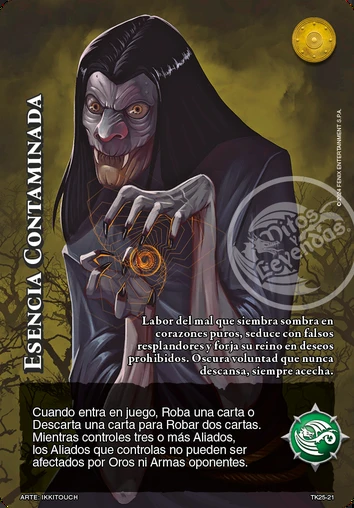 ESENCIA CONTAMINADA
©2024 FENIX ENTERTAINMENT S.P.A.
Mitos
Leyendas
Labor del mal que siembra sombra en
corazones puros, seduce con falsos
resplandores y forja su reino en deseos
prohibidos. Oscura voluntad que nunca
descansa, siempre acecha.
Cuando entra en juego, Roba una carta o
Descarta una carta para Robar dos cartas.
Mientras controles tres o más Aliados,
los Aliados que controlas no pueden ser
afectados por Oros ni Armas oponentes.
ARTE: IKKITOUCH
TK25-21